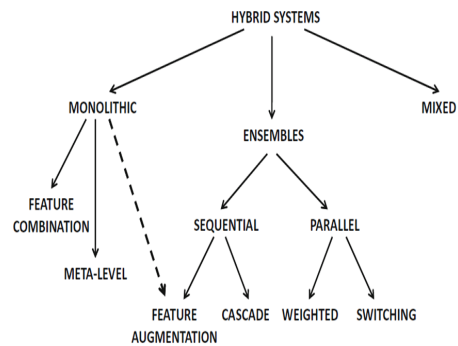 HYBRID SYSTEMS
MONOLITHIC
MIXED
ENSEMBLES
FEATURE
COMBINATION
SEQUENTIAL
PARALLEL
META-LEVEL
FEATURE
AUGMENTATION
CASCADE
WEIGHTED
SWITCHING